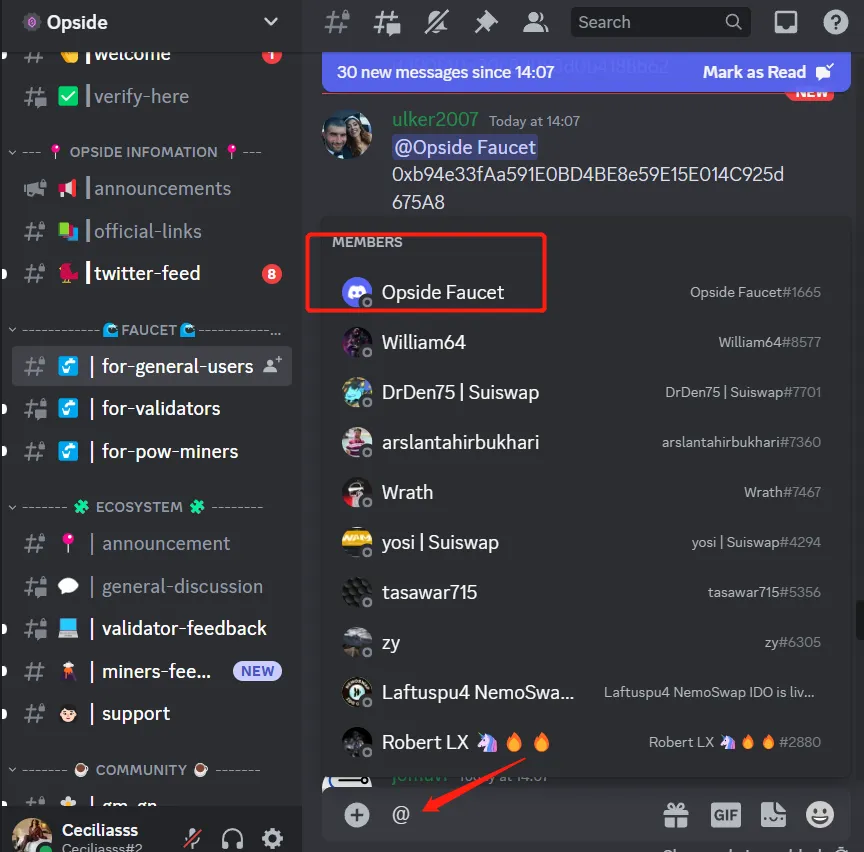 Opside
welcome
1
verify-here
--- 📍 OPSIDE INFOMATION 📍 ---
announcements
official-links
twitter-feed
8
------------🌊FAUCET🌊-----------...
| for-general-users
| for-validators
| for-pow-miners
------- 🧩 ECOSYSTEM 🧩 --------
| announcement
| general-discussion
| validator-feedback
| miners-fee...
NEW
| support
------- ☕ COMMUNITY ☕ -------
gm-gn
Ceciliasss
Ceciliasss#2
Search
30 new messages since 14:07
Mark as Read
NEW
ulker2007 Today at 14:07
@Opside Faucet
0xb94e33fAa591E0BD4BE8e59E15E014C925d
675A8
MEMBERS
Opside Faucet Opside Faucet#1665
William64 William64#8577
DrDen75 | Suiswap DrDen75 | Suiswap#7701
arslantahirbukhari arslantahirbukhari#7360
Wrath Wrath#7467
yosi | Suiswap yosi | Suiswap#4294
tasawar715 tasawar715#5356
zy zy#6305
Laftuspu4 NemoSwa... Laftuspu4 NemoSwap IDO is liv...
Robert LX 🦄🔥🔥 Robert LX 🦄🔥🔥#2880
Today at 14:07
@
GIF